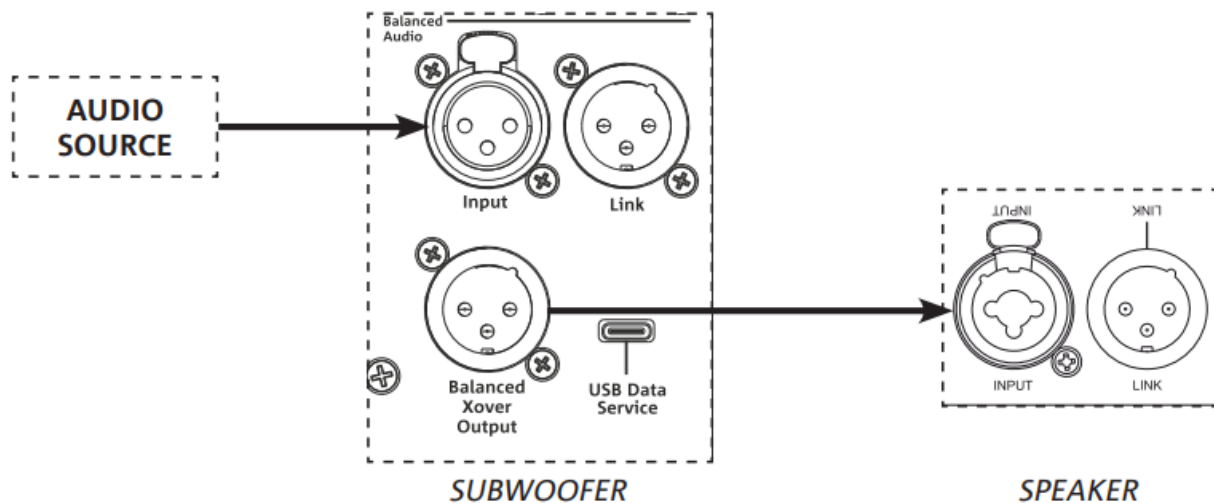 Balanced
Audio
AUDIO
SOURCE
Input
Link
INPUT
LINK
Balanced
Xover
Output
USB Data
Service
INPUT
LINK
SUBWOOFER
SPEAKER